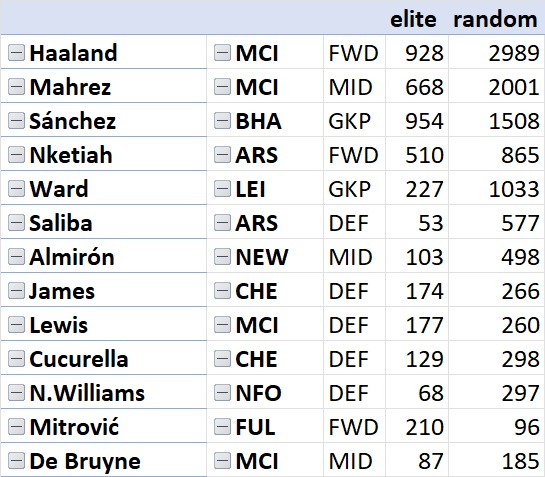 elite random
Haaland MCI FWD 928 2989
Mahrez MCI MID 668 2001
Sánchez BHA GKP 954 1508
Nketiah ARS FWD 510 865
Ward LEI GKP 227 1033
Saliba ARS DEF 53 577
Almirón NEW MID 103 498
James CHE DEF 174 266
Lewis MCI DEF 177 260
Cucurella CHE DEF 129 298
N.Williams NFO DEF 68 297
Mitrović FUL FWD 210 96
De Bruyne MCI MID 87 185